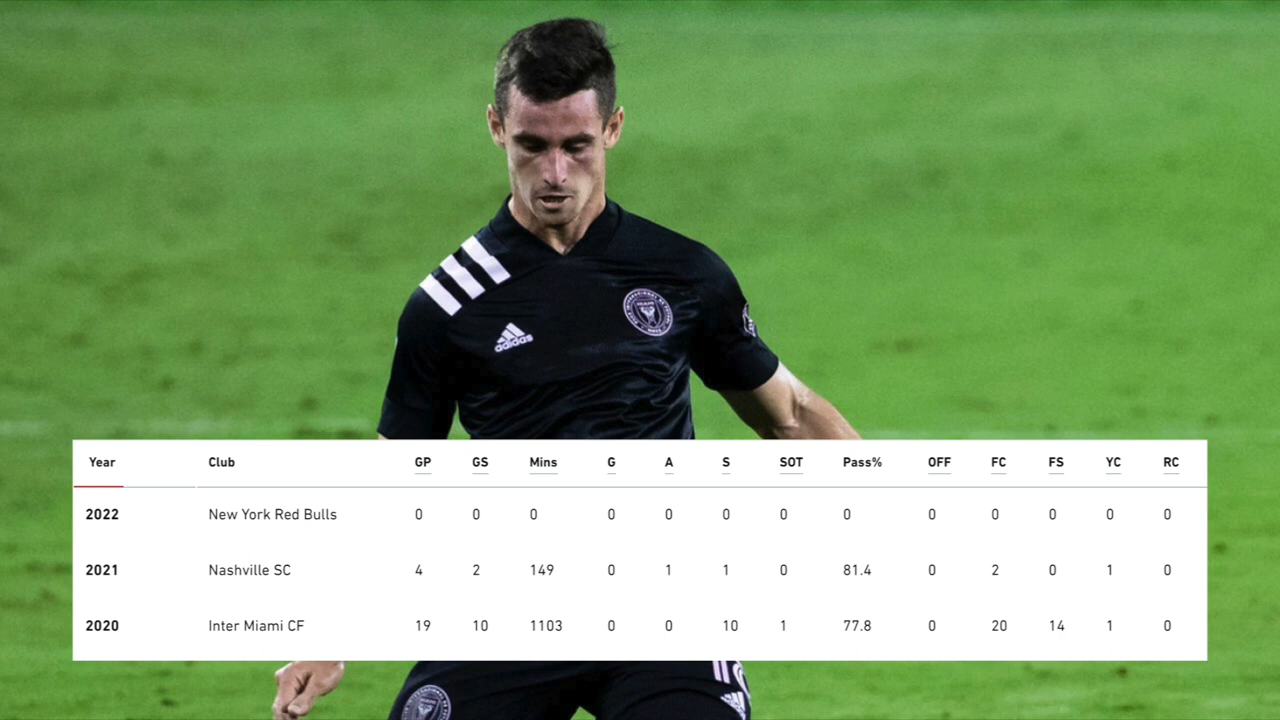 adidas
Year Club GP GS Mins G A S SOT Pass% OFF FC FS YC RC
2022 New York Red Bulls 0 0 0 0 0 0 0 0 0 0 0 0 0
2021 Nashville SC 4 2 149 0 1 1 0 81.4 0 2 0 1 0
2020 Inter Miami CF 19 10 1103 0 0 10 1 77.8 0 20 14 1 0